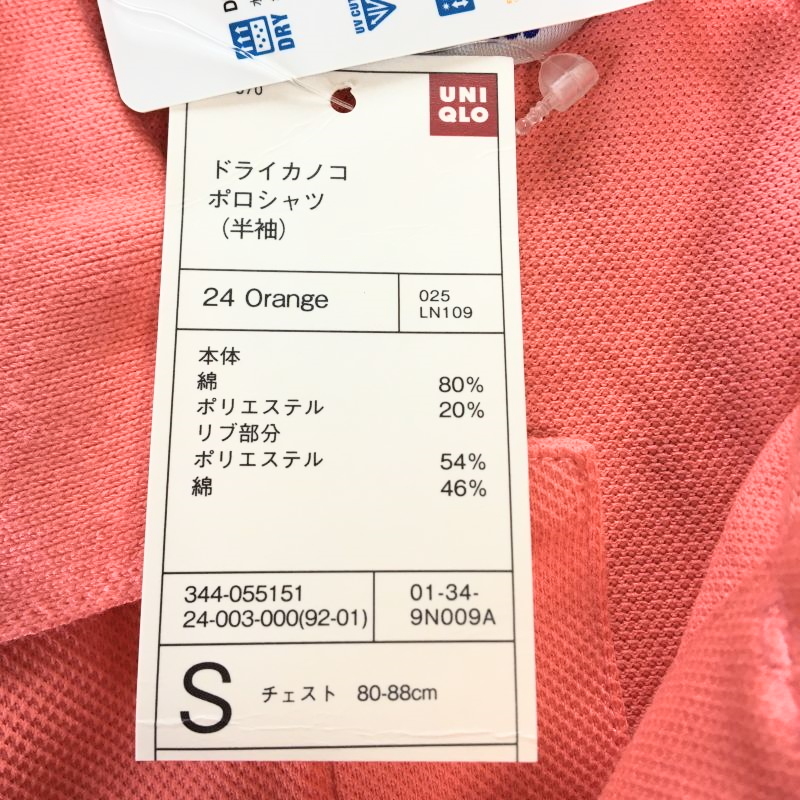 DRY
UV CUT
UNI
QLO
ドライカノコ
ポロシャツ
（半袖）
24 Orange
025
LN109
本体
綿 80%
ポリエステル 20%
リブ部分
ポリエステル 54%
綿 46%
344-055151
24-003-000(92-01)
01-34-
9N009A
S チェスト 80-88cm